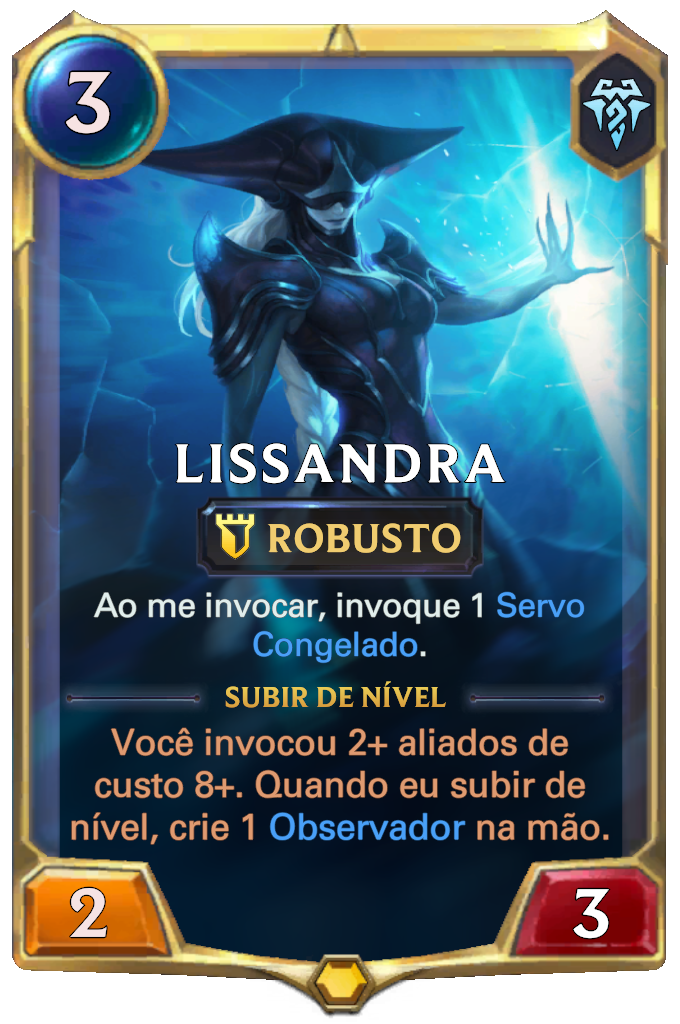 3
LISSANDRA
ROBUSTO
Ao me invocar, invoque 1 Servo
Congelado.
SUBIR DE NÍVEL
Você invocou 2+ aliados de
custo 8+. Quando eu subir de
nível, crie 1 Observador na mão.
2
3